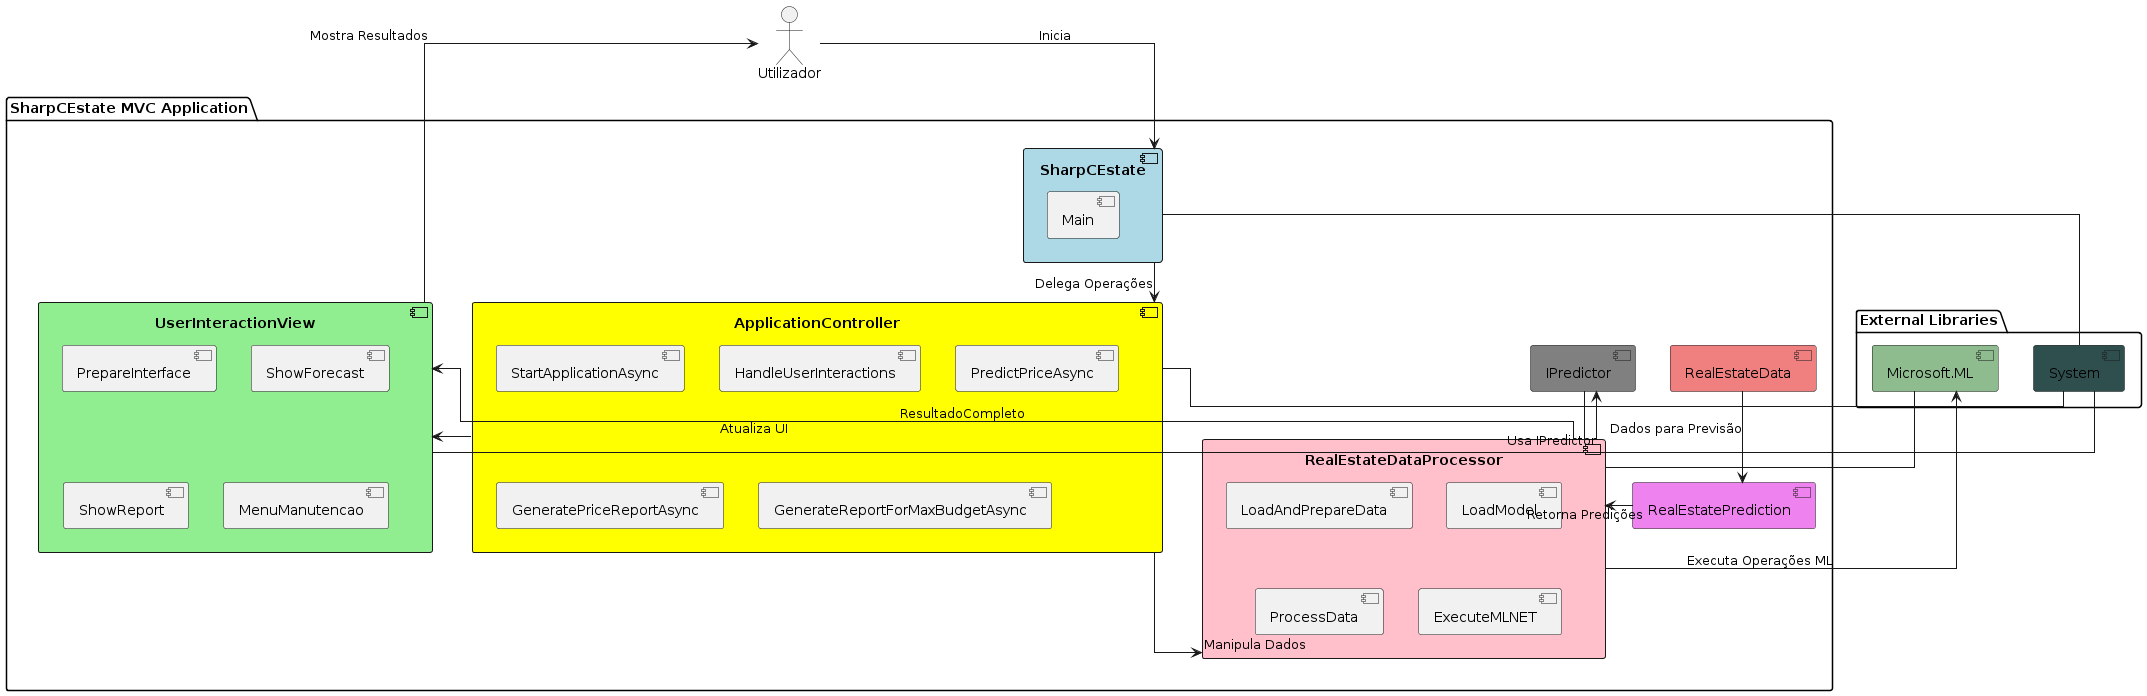 Mostra Resultados
Inicia
Utilizador
SharpCEstate MVC Application
SharpCEstate
Main
Delega Operações
UserInteractionView
PrepareInterface
ShowForecast
ShowReport
MenuManutencao
ApplicationController
StartApplicationAsync
HandleUserInteractions
PredictPriceAsync
GeneratePriceReportAsync
GenerateReportForMaxBudgetAsync
ResultadoCompleto
Atualiza UI
IPredictor
RealEstateData
External Libraries
Microsoft.ML
System
Usa IPredictor
Dados para Previsão
RealEstateDataProcessor
LoadAndPrepareData
LoadModel
Retorna Predições
RealEstatePrediction
Executa Operações ML
ProcessData
ExecuteMLNET
Manipula Dados